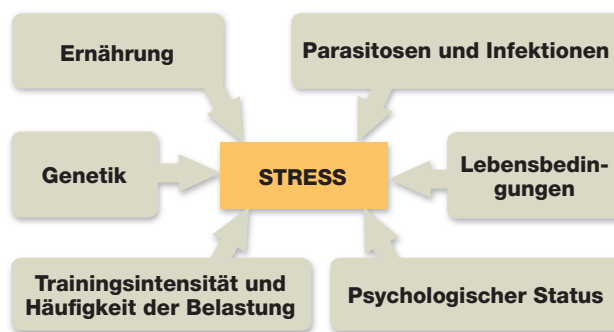 Ernährung
Parasitosen und Infektionen
Genetik
STRESS
Lebensbedin-
gungen
Trainingsintensität und
Häufigkeit der Belastung
Psychologischer Status